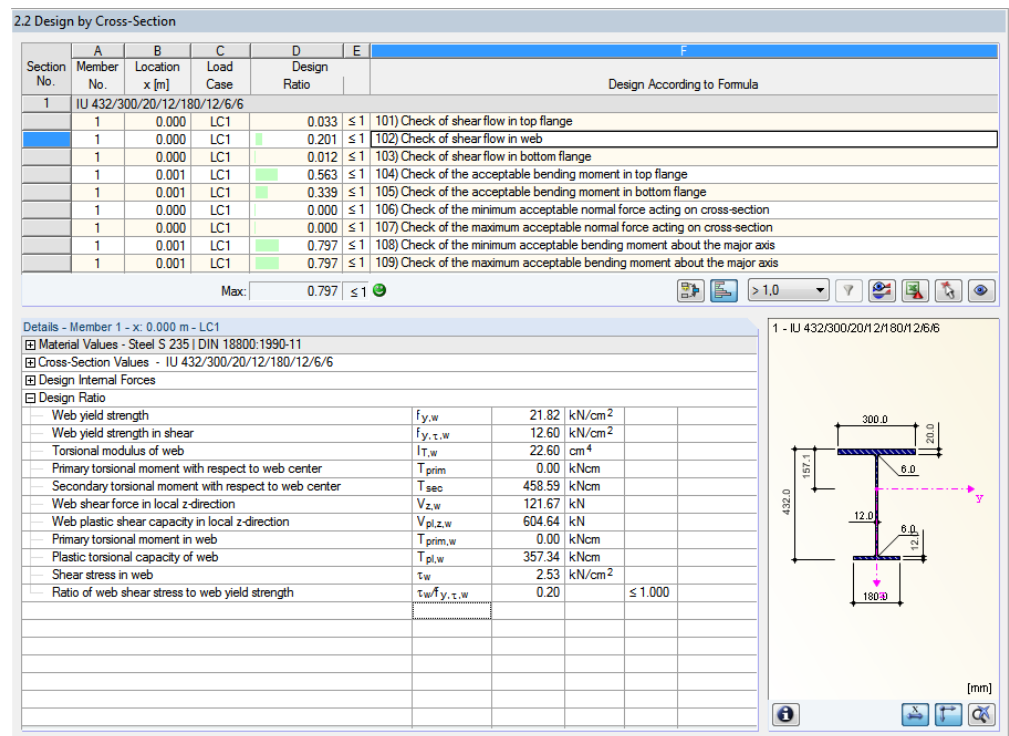 2.2 Design by Cross-Section
A B C D E F
Section Member Location Load Design
No. No. x [m] Case Ratio Design According to Formula
1 IU 432/300/20/12/180/12/6/6
1 0.000 LC1 0.033 ≤ 1 101) Check of shear flow in top flange
1 0.000 LC1 0.201 ≤ 1 102) Check of shear flow in web
1 0.000 LC1 0.012 ≤ 1 103) Check of shear flow in bottom flange
1 0.001 LC1 0.563 ≤ 1 104) Check of the acceptable bending moment in top flange
1 0.001 LC1 0.339 ≤ 1 105) Check of the acceptable bending moment in bottom flange
1 0.000 LC1 0.000 ≤ 1 106) Check of the minimum acceptable normal force acting on cross-section
1 0.000 LC1 0.000 ≤ 1 107) Check of the maximum acceptable normal force acting on cross-section
1 0.001 LC1 0.797 ≤ 1 108) Check of the minimum acceptable bending moment about the major axis
1 0.001 LC1 0.797 ≤ 1 109) Check of the maximum acceptable bending moment about the major axis
Max: 0.797 ≤ 1 > 1,0
Details - Member 1 - x: 0.000 m - LC1
Material Values - Steel S 235 | DIN 18800:1990-11
Cross-Section Values - IU 432/300/20/12/180/12/6/6
Design Internal Forces
Design Ratio
Web yield strength fy,w 21.82 kN/cm2
Web yield strength in shear fy,τ,w 12.60 kN/cm2
Torsional modulus of web IT,w 22.60 cm4
Primary torsional moment with respect to web center Tprim 0.00 kNcm
Secondary torsional moment with respect to web center Tsec 458.59 kNcm
Web shear force in local z-direction Vz,w 121.67 kN
Web plastic shear capacity in local z-direction Vpl,z,w 604.64 kN
Primary torsional moment in web Tprim,w 0.00 kNcm
Plastic torsional capacity of web Tpl,w 357.34 kNcm
Shear stress in web τw 2.53 kN/cm2
Ratio of web shear stress to web yield strength τw/fy,τ,w 0.20 ≤ 1.000
1 - IU 432/300/20/12/180/12/6/6
300.0
20.0
157.1
6.0
432.0
y
12.0
6.0
12.0
180.0
[mm]
X